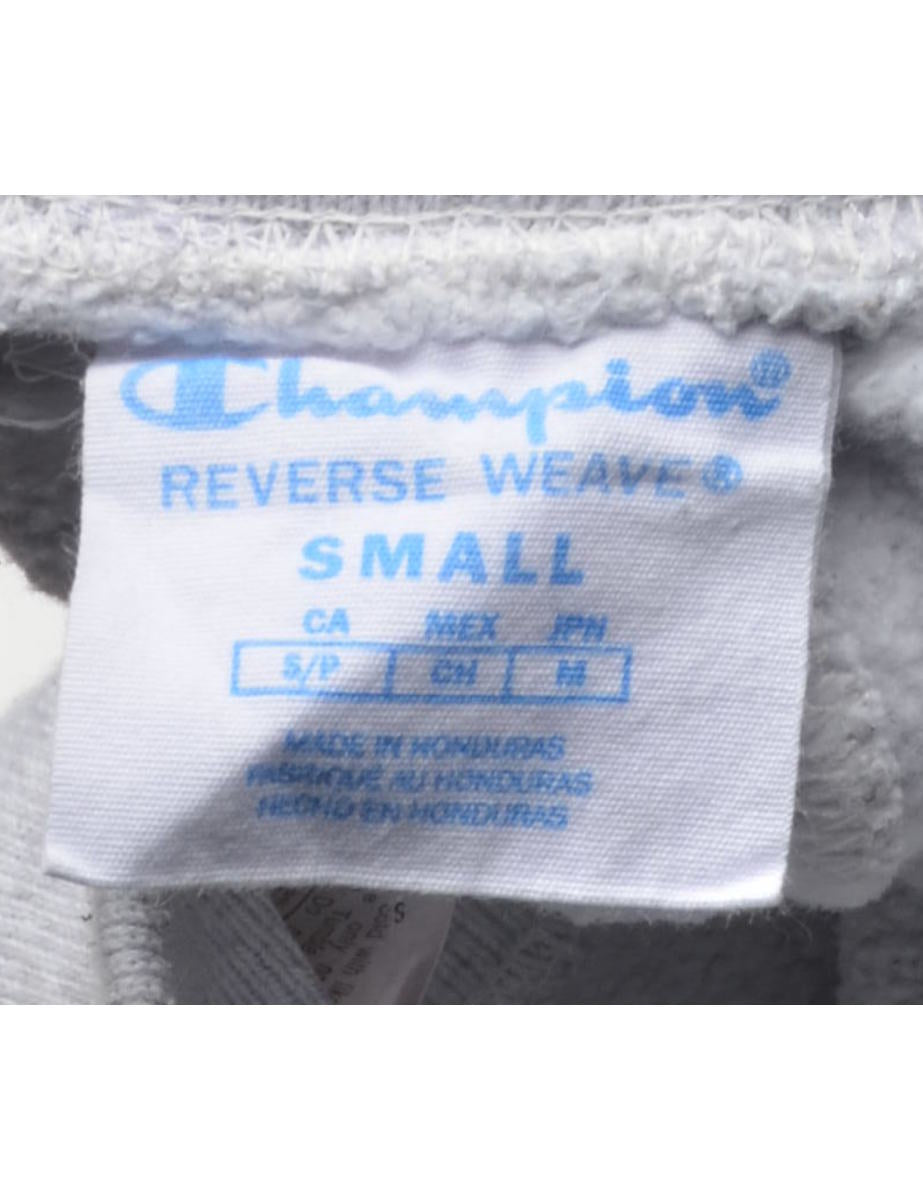 Champion®
REVERSE WEAVE®
SMALL
CA MEX JPN
S/P CH M
MADE IN HONDURAS
FABRIQUÉ AU HONDURAS
HECHO EN HONDURAS